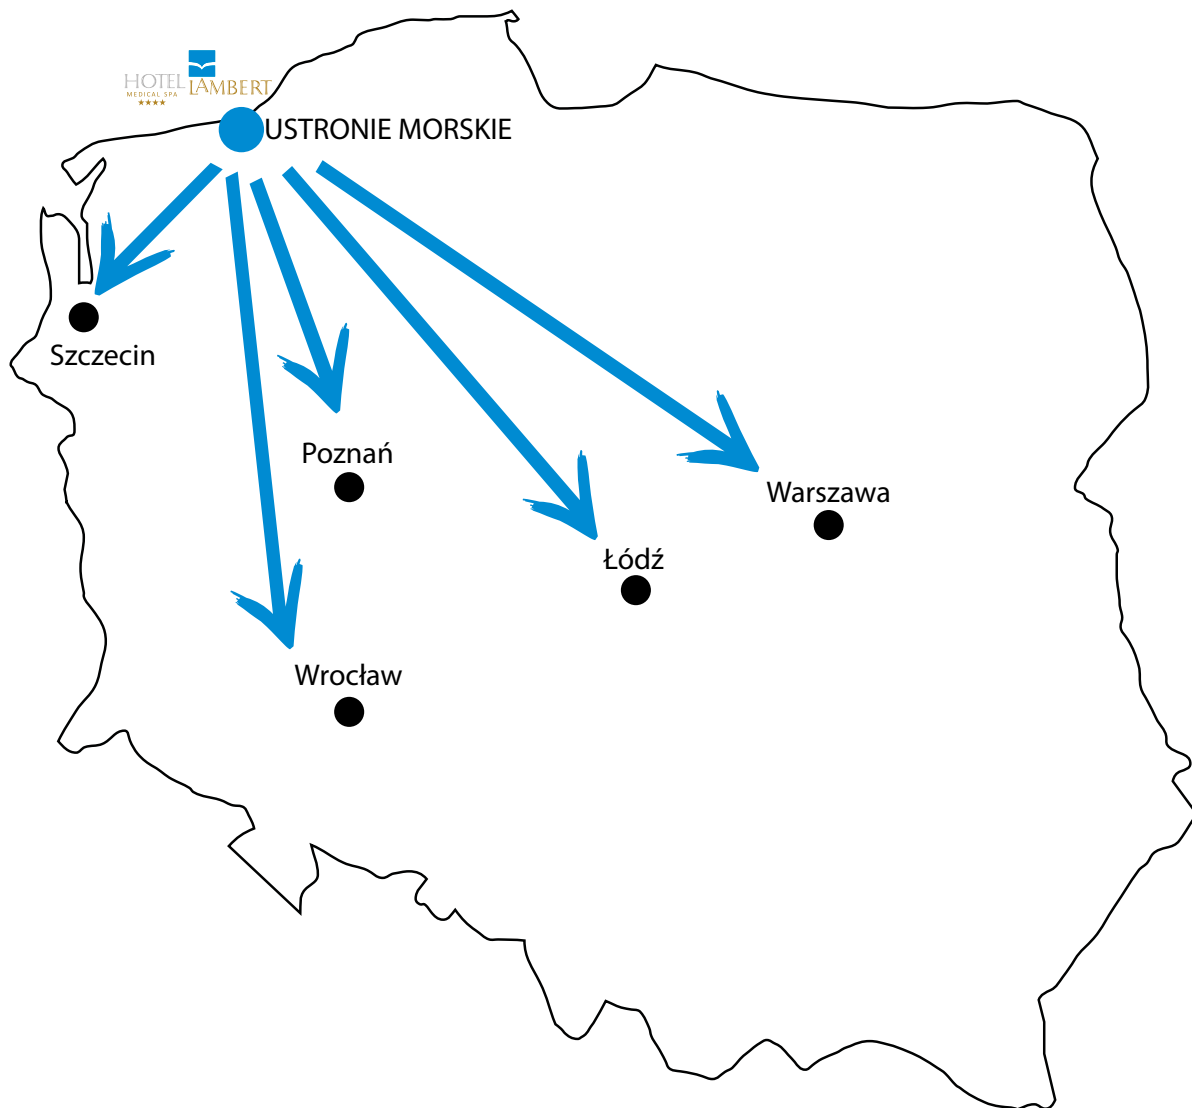 HOTEL LAMBERT
MEDICAL SPA
USTRONIE MORSKIE
Szczecin
Poznań
Warszawa
Łódź
Wrocław